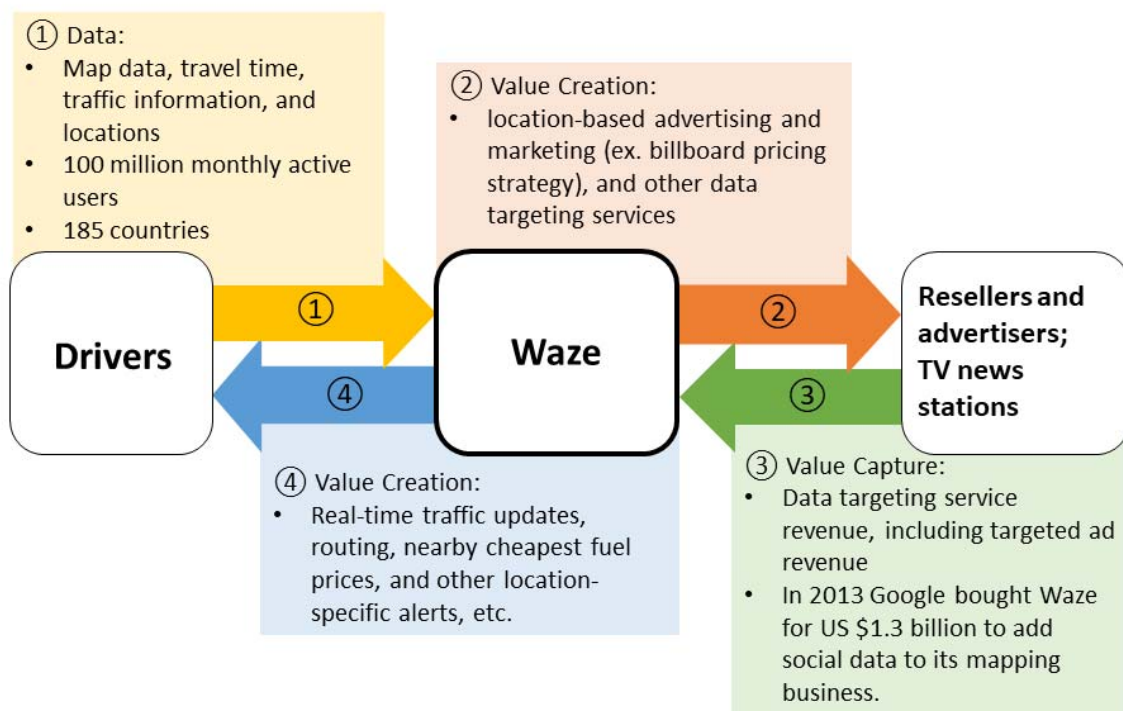 ① Data:
• Map data, travel time,
traffic information, and
locations
• 100 million monthly active
users
• 185 countries
② Value Creation:
• location-based advertising and
marketing (ex. billboard pricing
strategy), and other data
targeting services
Drivers
①
④
Waze
②
③
Resellers and
advertisers;
TV news
stations
④ Value Creation:
• Real-time traffic updates,
routing, nearby cheapest fuel
prices, and other location-
specific alerts, etc.
③ Value Capture:
• Data targeting service
revenue, including targeted ad
revenue
• In 2013 Google bought Waze
for US $1.3 billion to add
social data to its mapping
business.